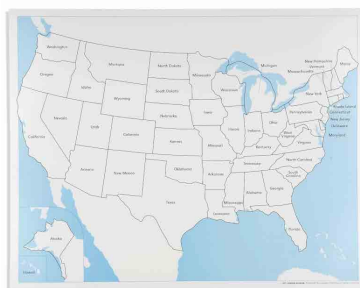 Washington
Montana
North Dakota
Minnesota
Michigan
New Hampshire
Vermont
Massachusetts
Maine
Oregon
Idaho
Wyoming
South Dakota
Wisconsin
New York
Rhode Island
Connecticut
New Jersey
Delaware
Maryland
Nevada
Utah
Colorado
Nebraska
Iowa
Illinois
Indiana
Ohio
Pennsylvania
West
Virginia
Virginia
California
Kansas
Missouri
Kentucky
Arizona
New Mexico
Oklahoma
Arkansas
Tennessee
North Carolina
South
Carolina
Texas
Louisiana
Mississippi
Alabama
Georgia
Florida
Alaska
Hawaii